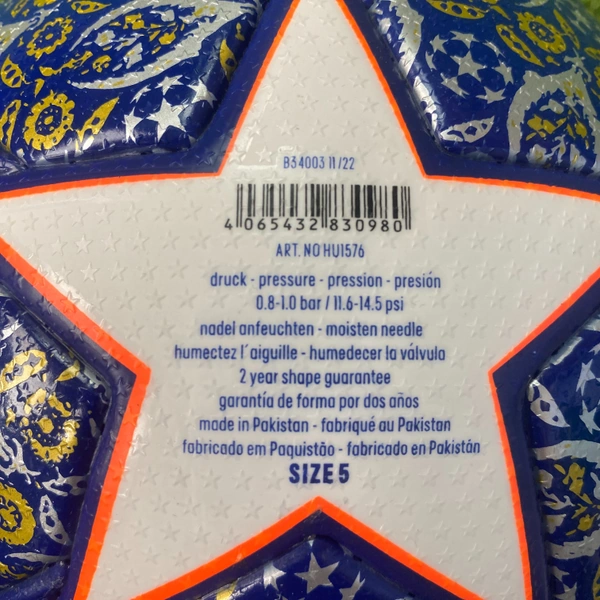 B34003 11/22
4 065432 830980
ART. NO HU1576
druck - pressure - pression - presión
0.8-1.0 bar / 11.6-14.5 psi
nadel anfeuchten - moisten needle
humectez l´aiguille - humedecer la válvula
2 year shape guarantee
garantía de forma por dos años
made in Pakistan - fabriqué au Pakistan
fabricado em Paquistão - fabricado en Pakistán
SIZE 5